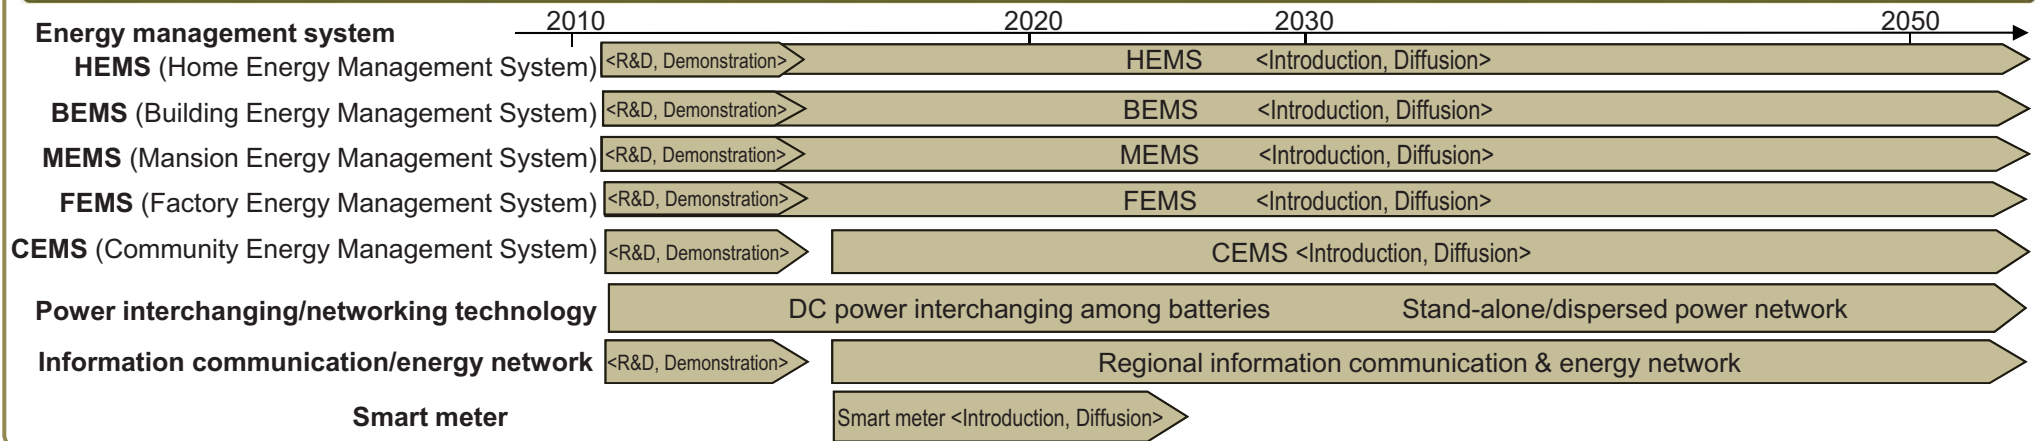 2010 2020 2030 2050
Energy management system
HEMS (Home Energy Management System) <R&D, Demonstration> HEMS <Introduction, Diffusion>
BEMS (Building Energy Management System) <R&D, Demonstration> BEMS <Introduction, Diffusion>
MEMS (Mansion Energy Management System) <R&D, Demonstration> MEMS <Introduction, Diffusion>
FEMS (Factory Energy Management System) <R&D, Demonstration> FEMS <Introduction, Diffusion>
CEMS (Community Energy Management System) <R&D, Demonstration> CEMS <Introduction, Diffusion>
Power interchanging/networking technology DC power interchanging among batteries Stand-alone/dispersed power network
Information communication/energy network <R&D, Demonstration> Regional information communication & energy network
Smart meter Smart meter <Introduction, Diffusion>